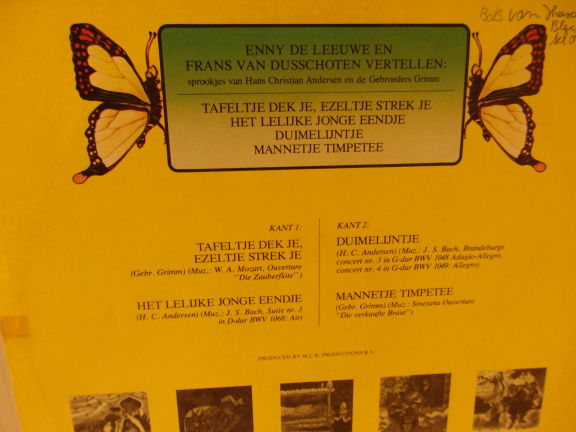 BoB van
ENNY DE LEEUWE EN
FRANS VAN DUSSCHOTEN VERTELLEN:
sprookjes van Hans Christian Andersen en de Gebroeders Grimm
TAFELTJE DEK JE, EZELTJE STREK JE
HET LELIJKE JONGE EENDJE
DUIMELIJNTJE
MANNETJE TIMPETEE
KANT 1:
TAFELTJE DEK JE,
EZELTJE STREK JE
(Gebr. Grimm) (Muz.: W. A. Mozart, Ouverture
"Die Zauberflöte")
HET LELIJKE JONGE EENDJE
(H. C. Andersen) (Muz.: J. S. Bach, Suite nr. 3
in D-dur BWV 1068: Air)
KANT 2:
DUIMELIJNTJE
(H. C. Andersen) (Muz.: J. S. Bach, Brandeburgs
concert nr. 3 in G-dur BWV 1048 Adagio-Allegro,
concert nr. 4 in G-dur BWV 1049: Allegro)
MANNETJE TIMPETEE
(Gebr. Grimm) (Muz.: Smetana Ouverture
"Die verkaufte Braut")
PRODUCED BY M.C.R. PRODUCTIONS B.V.